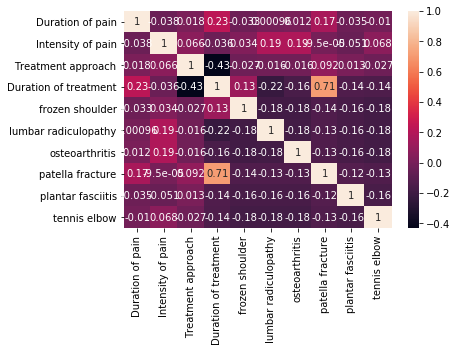 Duration of pain 1 -0.038 0.018 0.23 -0.033 0.012 0.17 -0.035 -0.01
Intensity of pain -0.038 1 0.066 -0.036 0.034 0.19 0.19 -9.5e-05 -0.051 0.068
Treatment approach 0.018 0.066 1 -0.43 -0.027 -0.016 -0.016 0.092 0.013
Duration of treatment 0.23 -0.036 -0.43 1 0.13 -0.22 -0.16 0.71 -0.14 -0.14
frozen shoulder -0.033 0.034 0.13 1 -0.18 -0.18 -0.14 -0.16 -0.18
lumbar radiculopathy 0.19 -0.016 -0.22 -0.18 1 -0.18 -0.13 -0.16 -0.18
osteoarthritis 0.012 0.19 -0.016 -0.16 -0.18 -0.18 1 -0.13 -0.16 -0.18
patella fracture 0.17 -9.5e-05 0.092 0.71 -0.14 -0.13 -0.13 1 -0.12 -0.13
plantar fasciitis -0.035 -0.051 0.013 -0.14 -0.16 -0.16 -0.16 -0.12 1 -0.16
tennis elbow -0.01 0.068 -0.14 -0.18 -0.18 -0.18 -0.13 -0.16 1
Duration of pain
Intensity of pain
Treatment approach
Duration of treatment
frozen shoulder
lumbar radiculopathy
osteoarthritis
patella fracture
plantar fasciitis
tennis elbow
1.0
0.8
0.6
0.4
0.2
0.0
-0.2
-0.4